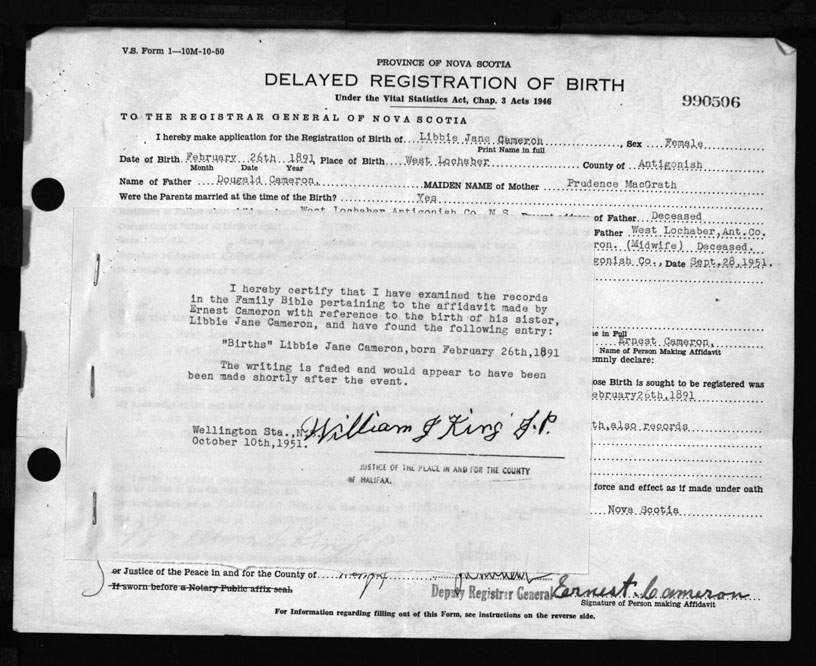 V.S. Form 1—10M-10-50
PROVINCE OF NOVA SCOTIA
DELAYED REGISTRATION OF BIRTH
Under the Vital Statistics Act, Chap. 3 Acts 1946
990506
TO THE REGISTRAR GENERAL OF NOVA SCOTIA
I hereby make application for the Registration of Birth of Libbie Jane Cameron, Sex Female
Print Name in full
Date of Birth February 26th 1891, Place of Birth West Lochaber County of Antigonish
Month Date Year
Name of Father Dougald Cameron. MAIDEN NAME of Mother Prudence MacGrath
Were the Parents married at the time of the Birth? Yes
West Lochaber Antigonish Co. N.S. of Father Deceased
Father West Lochaber, Ant. Co.
ron. (Midwife) Deceased.
gonish Co., Date Sept. 28, 1951.
I hereby certify that I have examined the records
in the Family Bible pertaining to the affidavit made by
Ernest Cameron with reference to the birth of his sister,
Libbie Jane Cameron, and have found the following entry:
"Births" Libbie Jane Cameron, born February 26th, 1891
The writing is faded and would appear to have been
been made shortly after the event.
Wellington Sta., N.S.
October 10th, 1951.
William J King J.P.
JUSTICE OF THE PEACE IN AND FOR THE COUNTY
OF HALIFAX.
e in Full
Ernest Cameron,
Name of Person Making Affidavit
emnly declare:
ose Birth is sought to be registered was
ebruary 26th, 1891
th, also records
force and effect as if made under oath
Nova Scotia
or Justice of the Peace in and for the County of
If sworn before a Notary Public affix seal.
Deputy Registrar General
Ernest. Cameron
Signature of Person making Affidavit
For Information regarding filling out of this Form, see instructions on the reverse side.